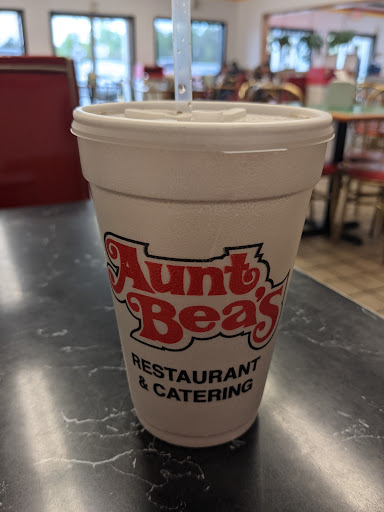 Aunt
Bea's
RESTAURANT
& CATERING